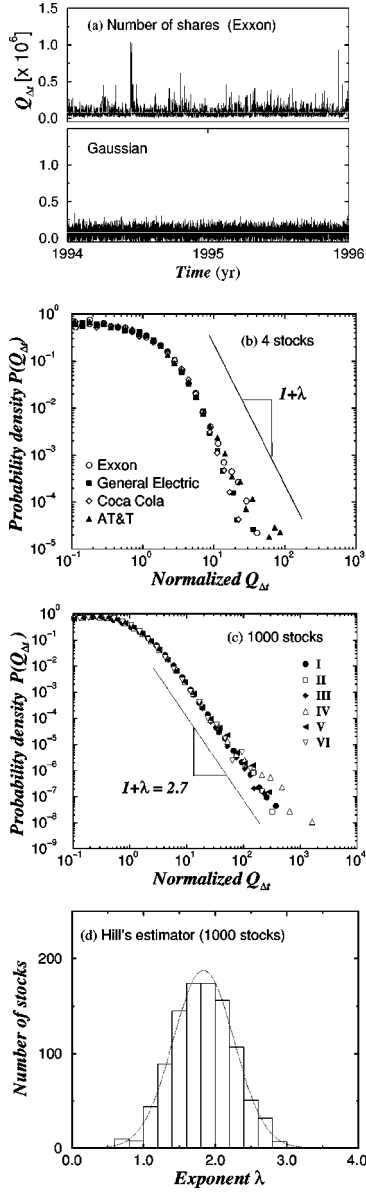 (a) Number of shares (Exxon)
Q_Δt [x 10^6]
1.5
1.0
0.5
0.0
Gaussian
1.0
0.5
0.0
1994
1995
1996
Time (yr)
(b) 4 stocks
Probability density P(Q_Δt)
10^0
10^-1
10^-2
10^-3
10^-4
10^-5
1+λ
Exxon
General Electric
Coca Cola
AT&T
10^-1
10^0
10^1
10^2
10^3
Normalized Q_Δt
(c) 1000 stocks
Probability density P(Q_Δt)
10^0
10^-1
10^-2
10^-3
10^-4
10^-5
10^-6
10^-7
10^-8
10^-9
I
II
III
IV
V
VI
1+λ = 2.7
10^-1
10^0
10^1
10^2
10^3
10^4
Normalized Q_Δt
(d) Hill's estimator (1000 stocks)
Number of stocks
200
100
0
0.0
1.0
2.0
3.0
4.0
Exponent λ